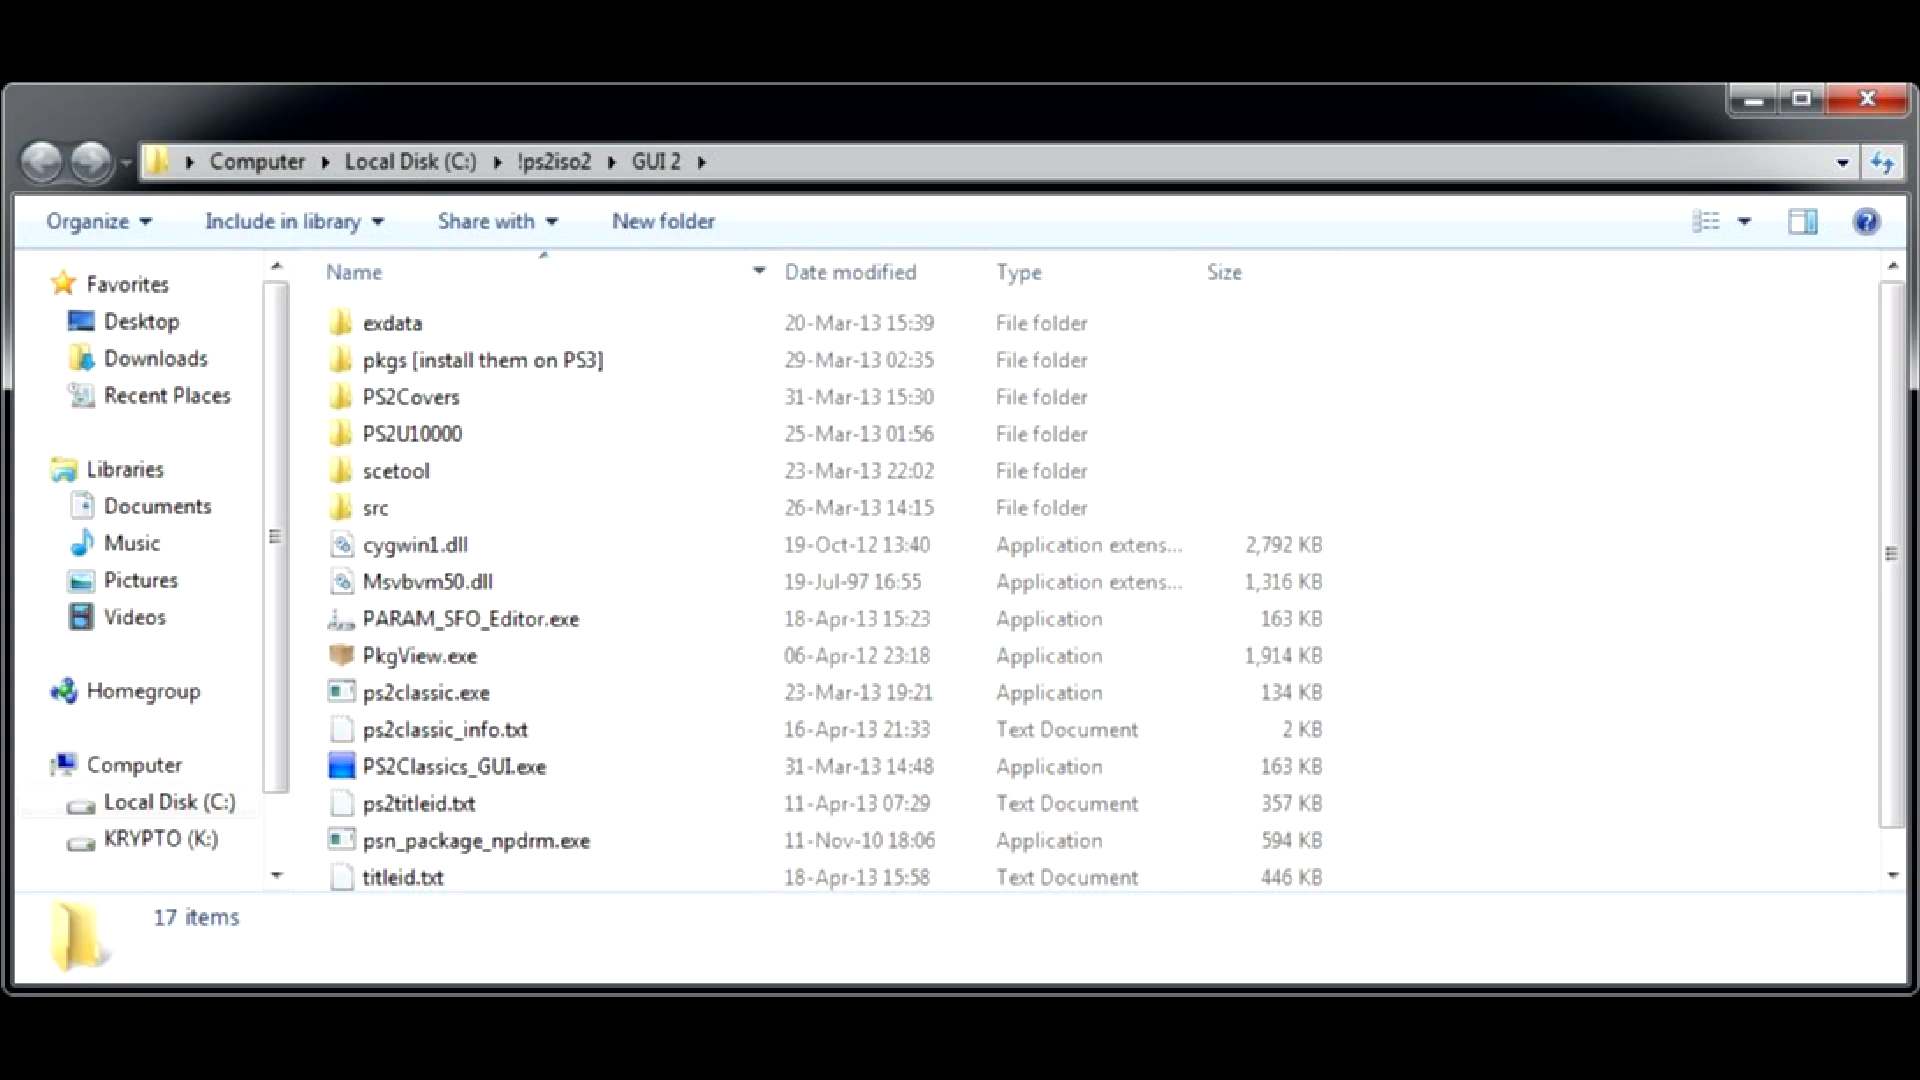 Computer Local Disk (C:) !ps2iso2 GUI 2
Organize Include in library Share with New folder
Favorites
Desktop
Downloads
Recent Places
Libraries
Documents
Music
Pictures
Videos
Homegroup
Computer
Local Disk (C:)
KRYPTO (K:)
Name Date modified Type Size
exdata 20-Mar-13 15:39 File folder
pkgs [install them on PS3] 29-Mar-13 02:35 File folder
PS2Covers 31-Mar-13 15:30 File folder
PS2U10000 25-Mar-13 01:56 File folder
scetool 23-Mar-13 22:02 File folder
src 26-Mar-13 14:15 File folder
cygwin1.dll 19-Oct-12 13:40 Application extens... 2,792 KB
Msvbvm50.dll 19-Jul-97 16:55 Application extens... 1,316 KB
PARAM_SFO_Editor.exe 18-Apr-13 15:23 Application 163 KB
PkgView.exe 06-Apr-12 23:18 Application 1,914 KB
ps2classic.exe 23-Mar-13 19:21 Application 134 KB
ps2classic_info.txt 16-Apr-13 21:33 Text Document 2 KB
PS2Classics_GUI.exe 31-Mar-13 14:48 Application 163 KB
ps2titleid.txt 11-Apr-13 07:29 Text Document 357 KB
psn_package_npdrm.exe 11-Nov-10 18:06 Application 594 KB
titleid.txt 18-Apr-13 15:58 Text Document 446 KB
17 items